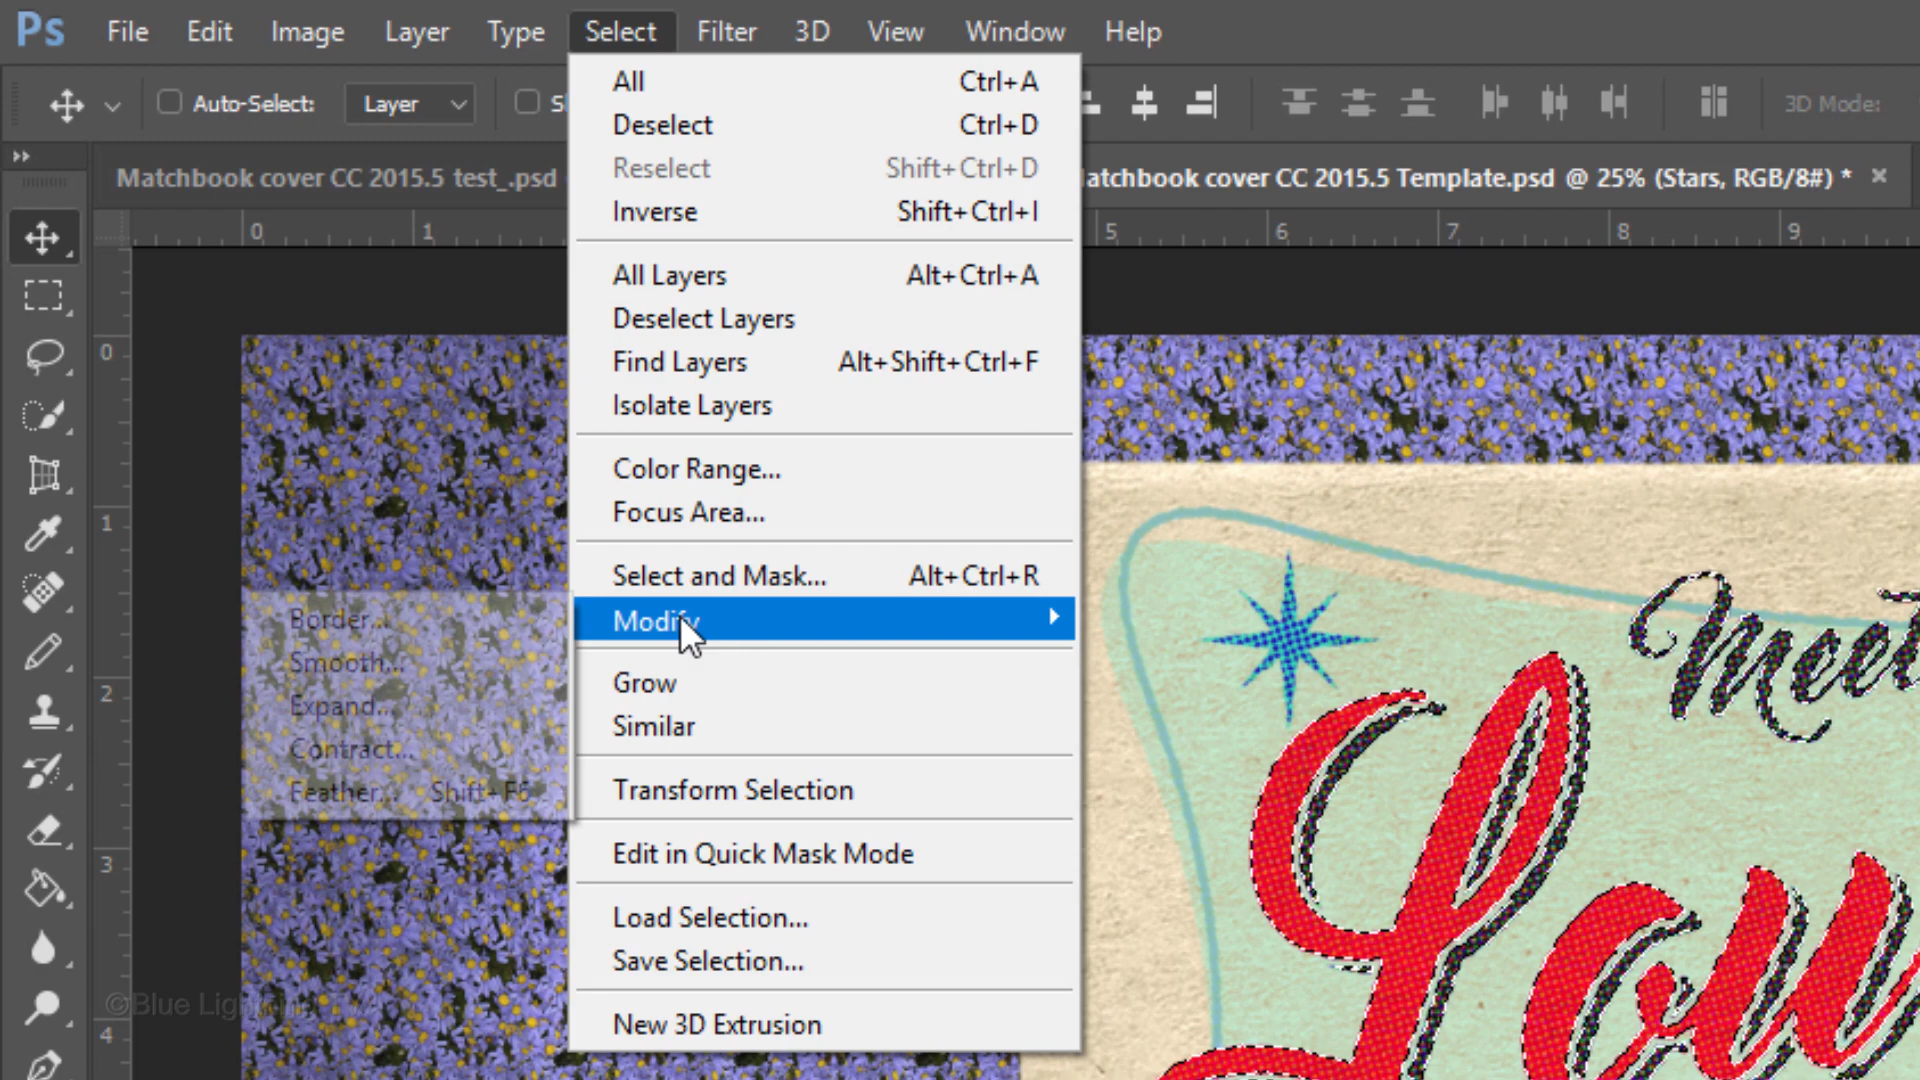 Ps File Edit Image Layer Type Select Filter 3D View Window Help
Auto-Select: Layer
3D Mode:
Matchbook cover CC 2015.5 test_.psd
atchbook cover CC 2015.5 Template.psd @ 25% (Stars, RGB/8#) * ×
0 1 5 6 7 8 9
0
1
2
3
4
All Ctrl+A
Deselect Ctrl+D
Reselect Shift+Ctrl+D
Inverse Shift+Ctrl+I
All Layers Alt+Ctrl+A
Deselect Layers
Find Layers Alt+Shift+Ctrl+F
Isolate Layers
Color Range...
Focus Area...
Select and Mask... Alt+Ctrl+R
Modify
Grow
Similar
Transform Selection
Edit in Quick Mask Mode
Load Selection...
Save Selection...
New 3D Extrusion
Border...
Smooth...
Expand...
Contract...
Feather... Shift+F6
Meet
Lou
©Blue Ligh